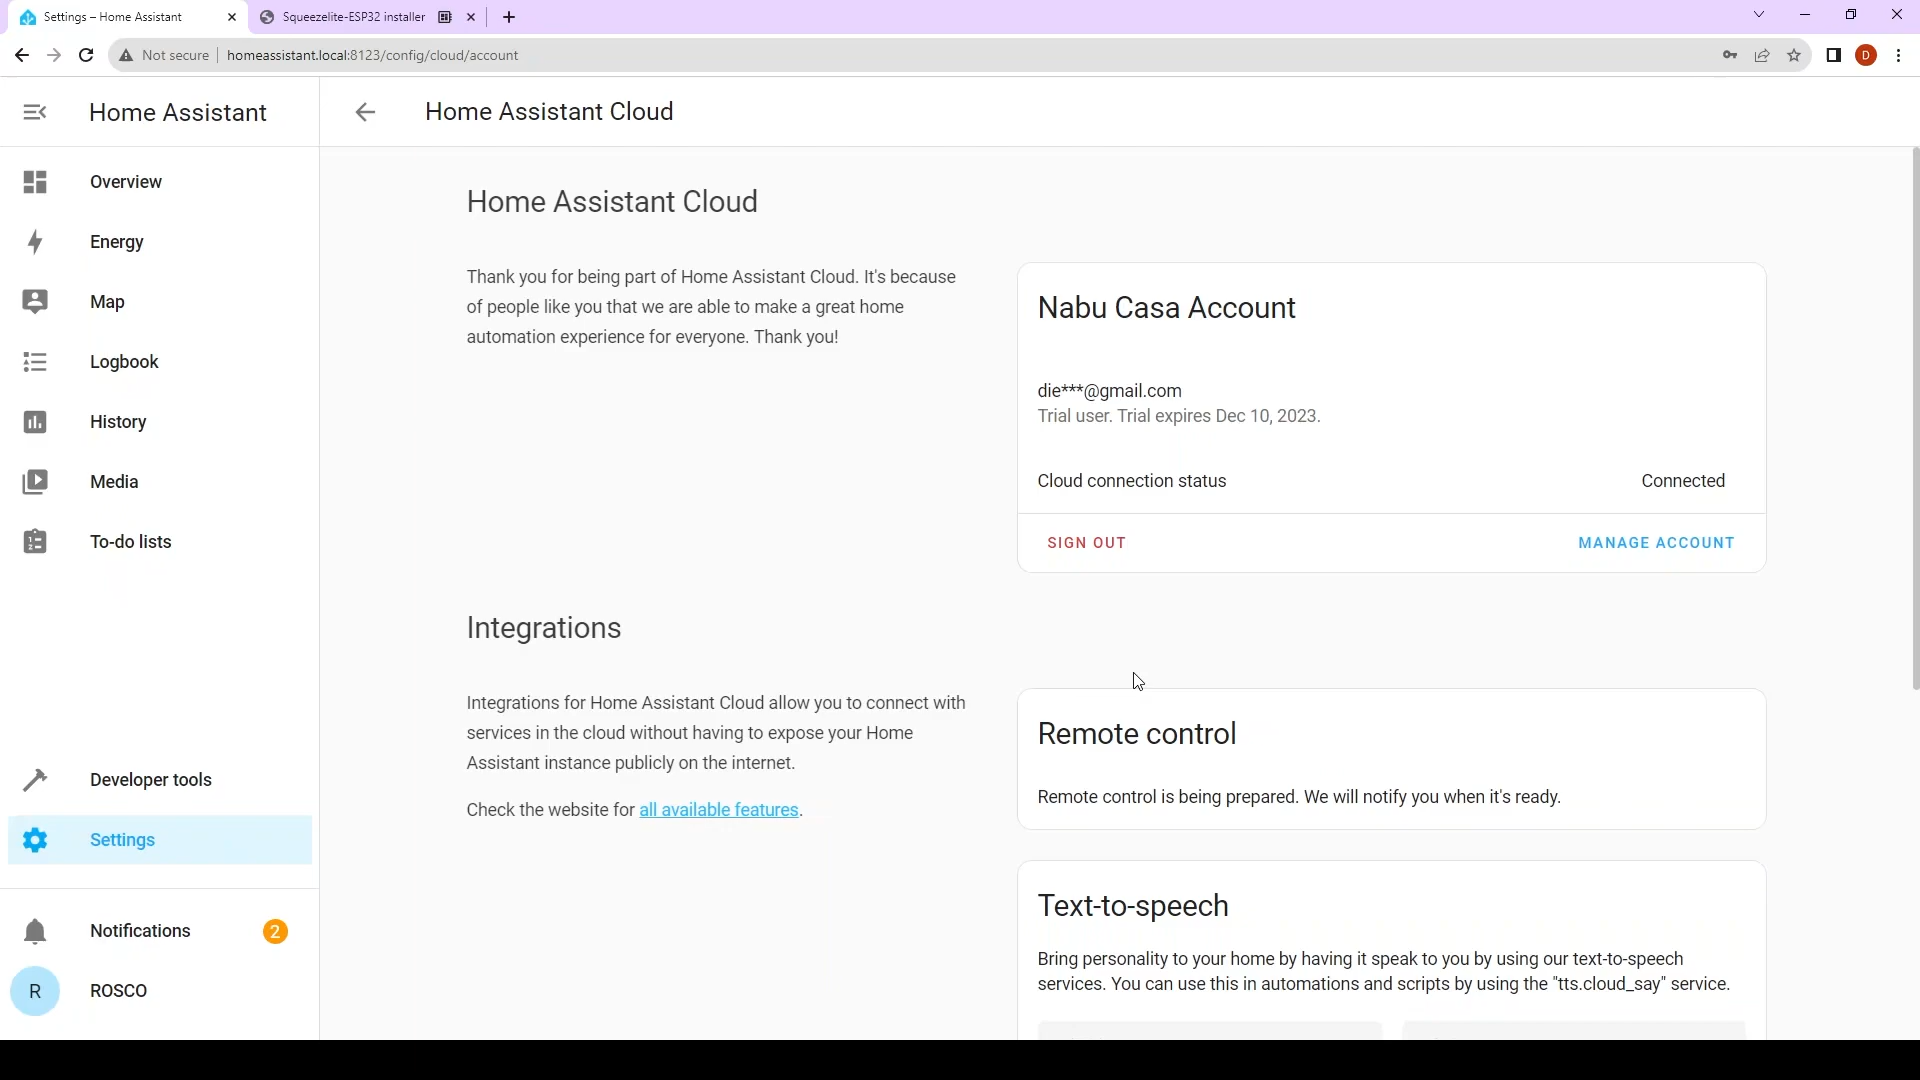 Settings – Home Assistant
Squeezelite-ESP32 installer
Not secure
homeassistant.local:8123/config/cloud/account
D
Home Assistant
Home Assistant Cloud
Overview
Energy
Map
Logbook
History
Media
To-do lists
Developer tools
Settings
Notifications
2
R
ROSCO
Home Assistant Cloud
Thank you for being part of Home Assistant Cloud. It's because
of people like you that we are able to make a great home
automation experience for everyone. Thank you!
Nabu Casa Account
die***@gmail.com
Trial user. Trial expires Dec 10, 2023.
Cloud connection status
Connected
SIGN OUT
MANAGE ACCOUNT
Integrations
Integrations for Home Assistant Cloud allow you to connect with
services in the cloud without having to expose your Home
Assistant instance publicly on the internet.
Check the website for all available features.
Remote control
Remote control is being prepared. We will notify you when it's ready.
Text-to-speech
Bring personality to your home by having it speak to you by using our text-to-speech
services. You can use this in automations and scripts by using the "tts.cloud_say" service.